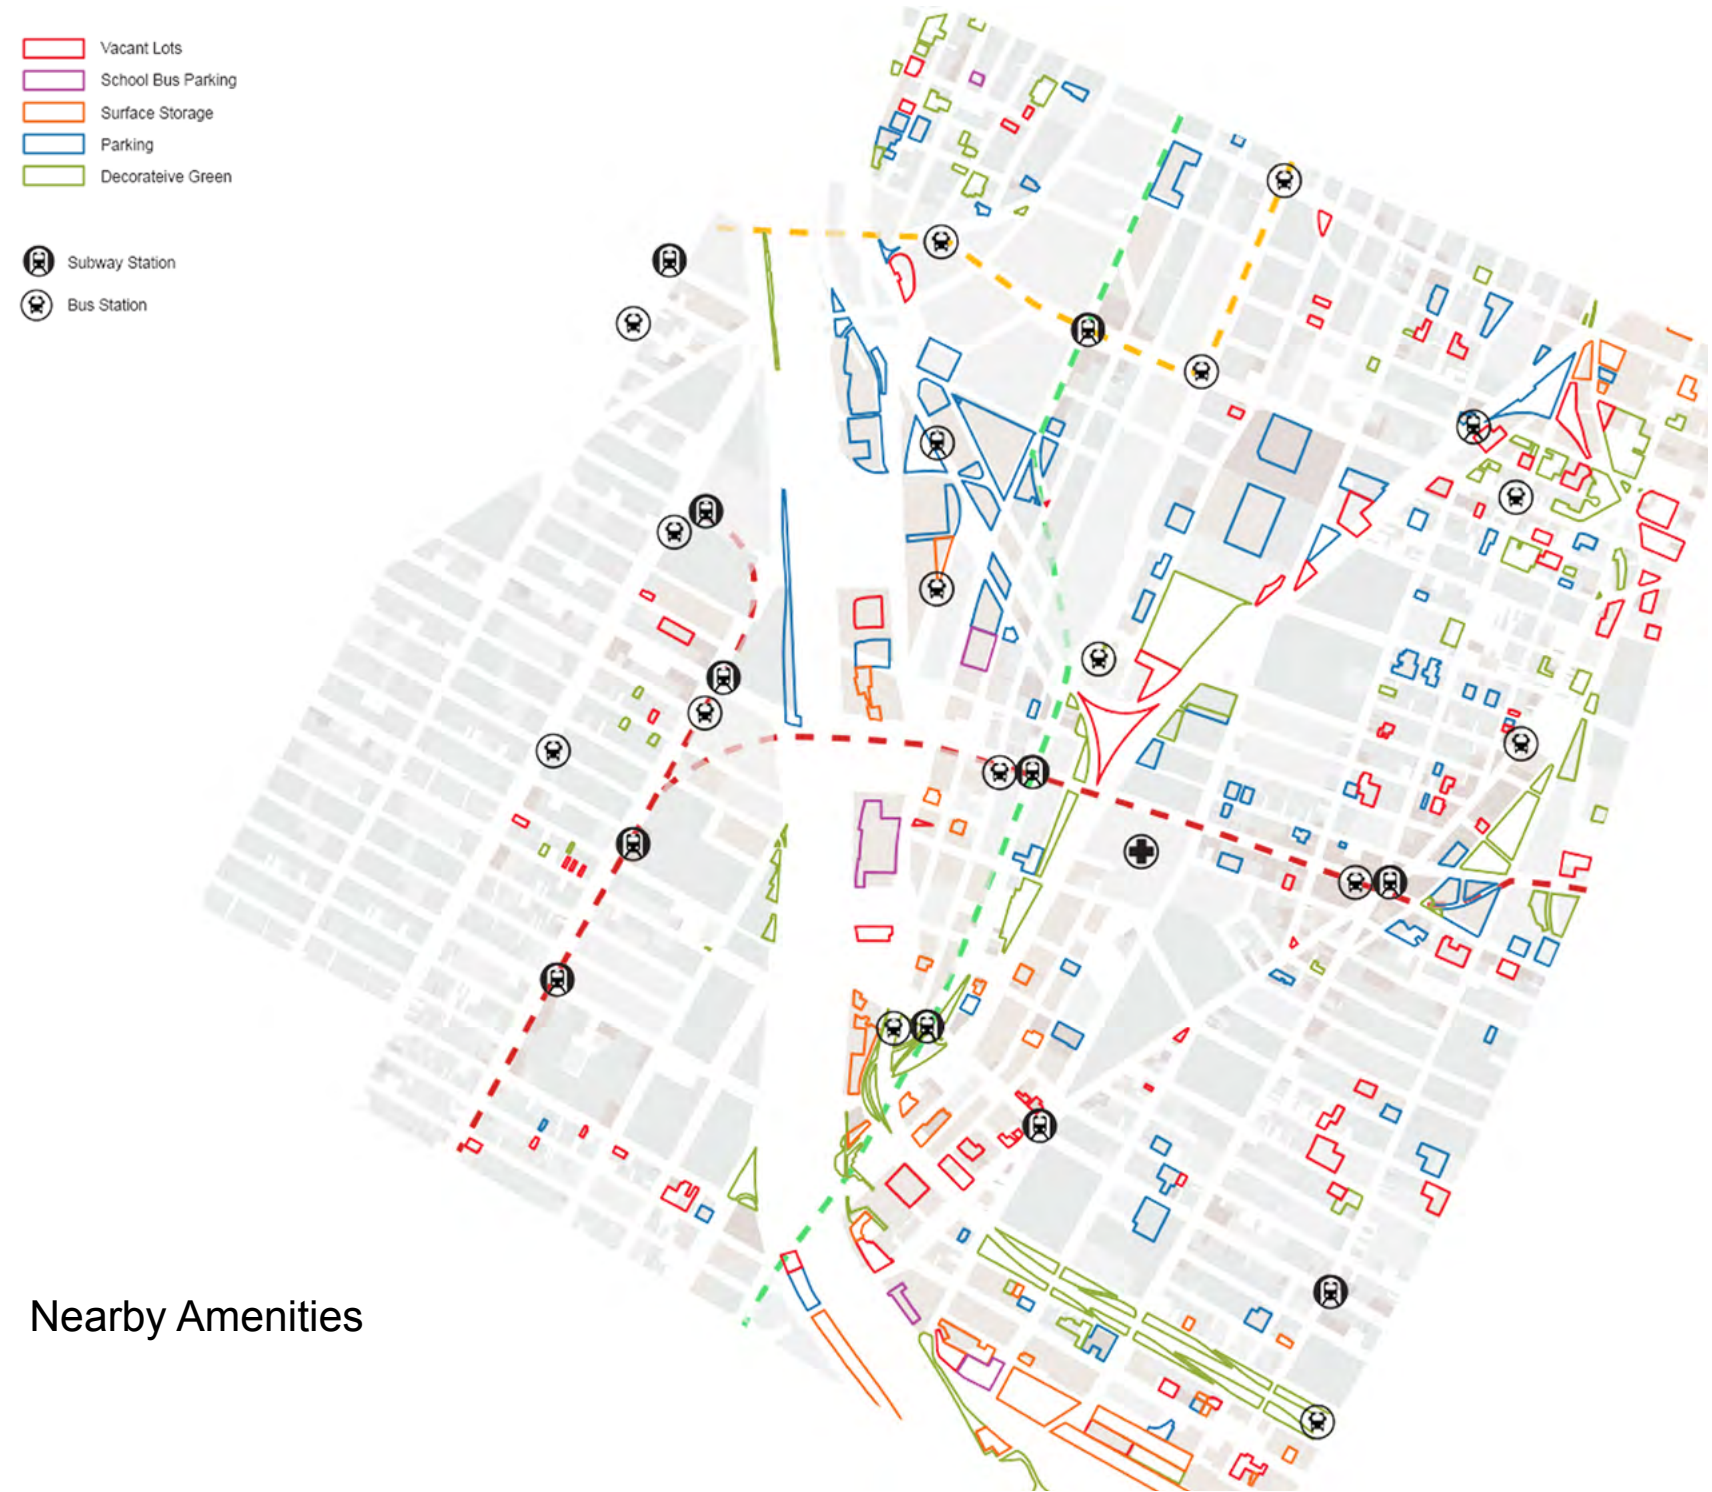 Vacant Lots
School Bus Parking
Surface Storage
Parking
Decorateive Green
Subway Station
Bus Station
Nearby Amenities